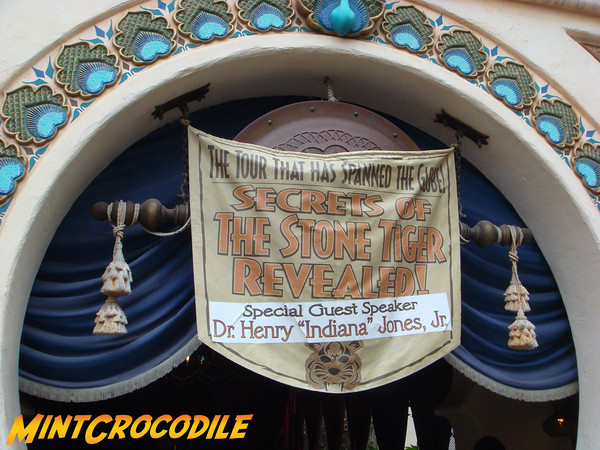 THE TOUR THAT HAS SPANNED THE GLOBE!
SECRETS OF
THE STONE TIGER
REVEALED!
Special Guest Speaker
Dr. Henry "Indiana" Jones, Jr.
MINTCROCODILE